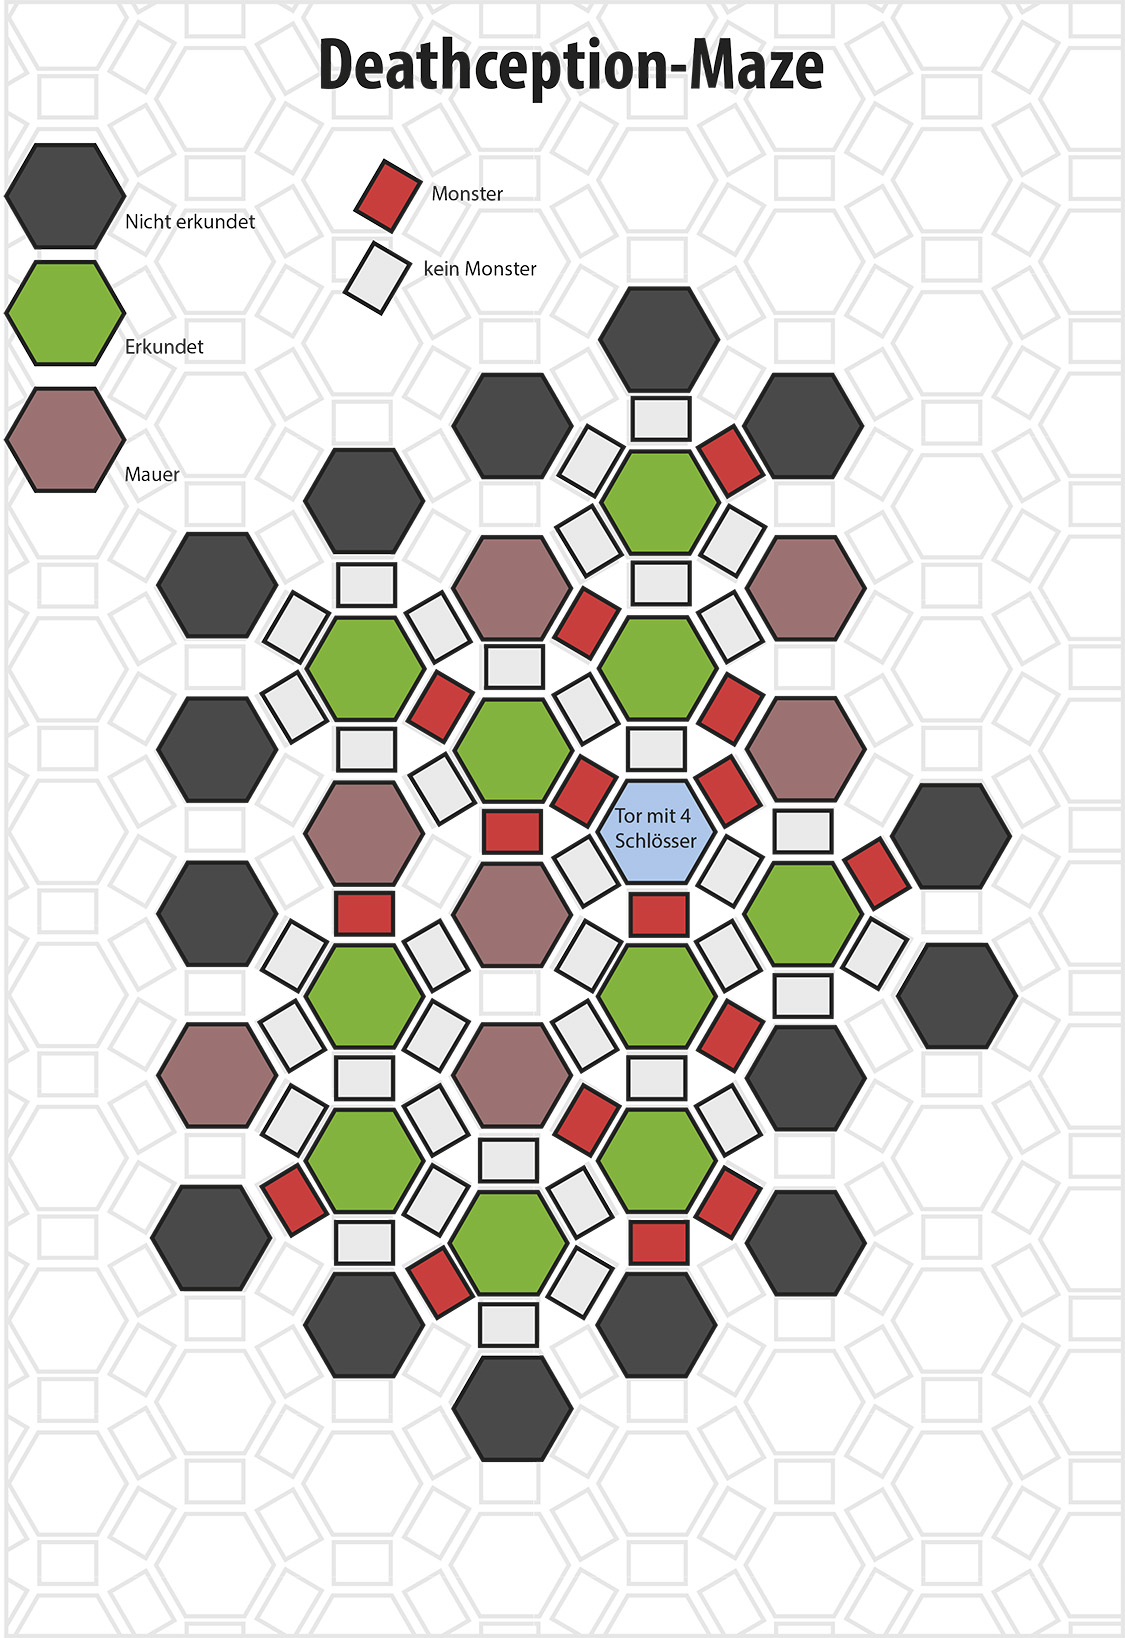 Deathception-Maze
Nicht erkundet
Erkundet
Mauer
Monster
kein Monster
Tor mit 4
Schlösser